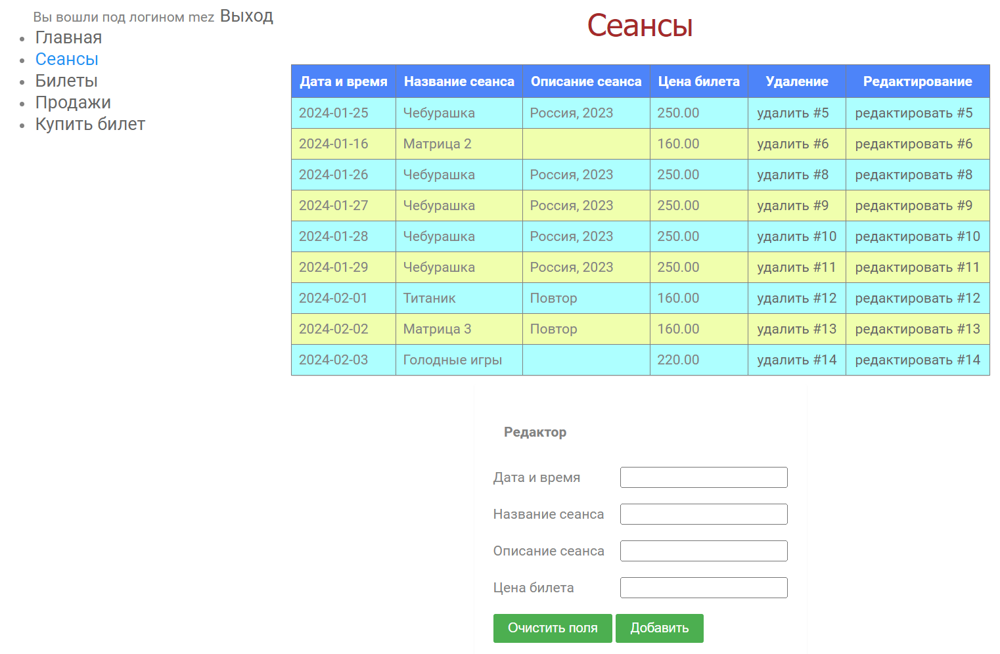 Вы вошли под логином mez Выход
Главная
Сеансы
Билеты
Продажи
Купить билет
Сеансы
Дата и время Название сеанса Описание сеанса Цена билета Удаление Редактирование
2024-01-25 Чебурашка Россия, 2023 250.00 удалить #5 редактировать #5
2024-01-16 Матрица 2 160.00 удалить #6 редактировать #6
2024-01-26 Чебурашка Россия, 2023 250.00 удалить #8 редактировать #8
2024-01-27 Чебурашка Россия, 2023 250.00 удалить #9 редактировать #9
2024-01-28 Чебурашка Россия, 2023 250.00 удалить #10 редактировать #10
2024-01-29 Чебурашка Россия, 2023 250.00 удалить #11 редактировать #11
2024-02-01 Титаник Повтор 160.00 удалить #12 редактировать #12
2024-02-02 Матрица 3 Повтор 160.00 удалить #13 редактировать #13
2024-02-03 Голодные игры 220.00 удалить #14 редактировать #14
Редактор
Дата и время
Название сеанса
Описание сеанса
Цена билета
Очистить поля Добавить